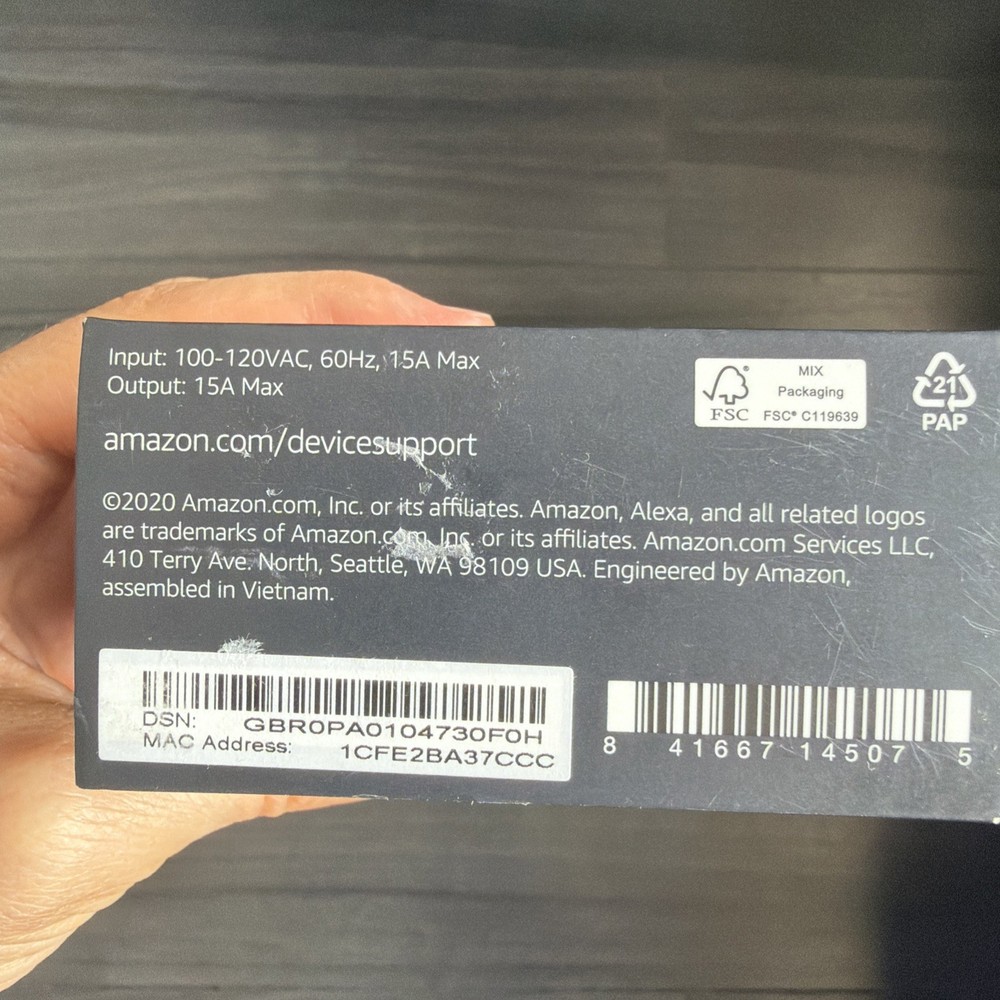 Input: 100-120VAC, 60Hz, 15A Max
Output: 15A Max
amazon.com/devicesupport
©2020 Amazon.com, Inc. or its affiliates. Amazon, Alexa, and all related logos
are trademarks of Amazon.com, Inc. or its affiliates. Amazon.com Services LLC,
410 Terry Ave. North, Seattle, WA 98109 USA. Engineered by Amazon,
assembled in Vietnam.
FSC®
MIX
Packaging
FSC® C119639
21
PAP
DSN: GBR0PA0104730F0H
MAC Address: 1CFE2BA37CCC
8 41667 14507 5